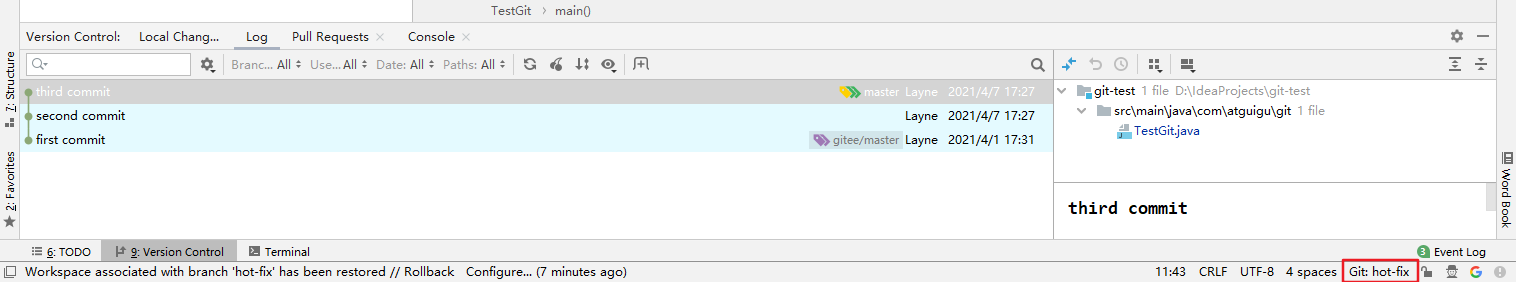 TestGit › main()
Version Control: Local Chang... Log Pull Requests × Console ×
Branc... All Use... All Date: All Paths: All
third commit master Layne 2021/4/7 17:27
second commit Layne 2021/4/7 17:27
first commit gitee/master Layne 2021/4/1 17:31
git-test 1 file D:\IdeaProjects\git-test
src\main\java\com\atguigu\git 1 file
TestGit.java
third commit
7: Structure
2: Favorites
Word Book
6: TODO 9: Version Control Terminal 3 Event Log
Workspace associated with branch 'hot-fix' has been restored // Rollback Configure... (7 minutes ago) 11:43 CRLF UTF-8 4 spaces Git: hot-fix